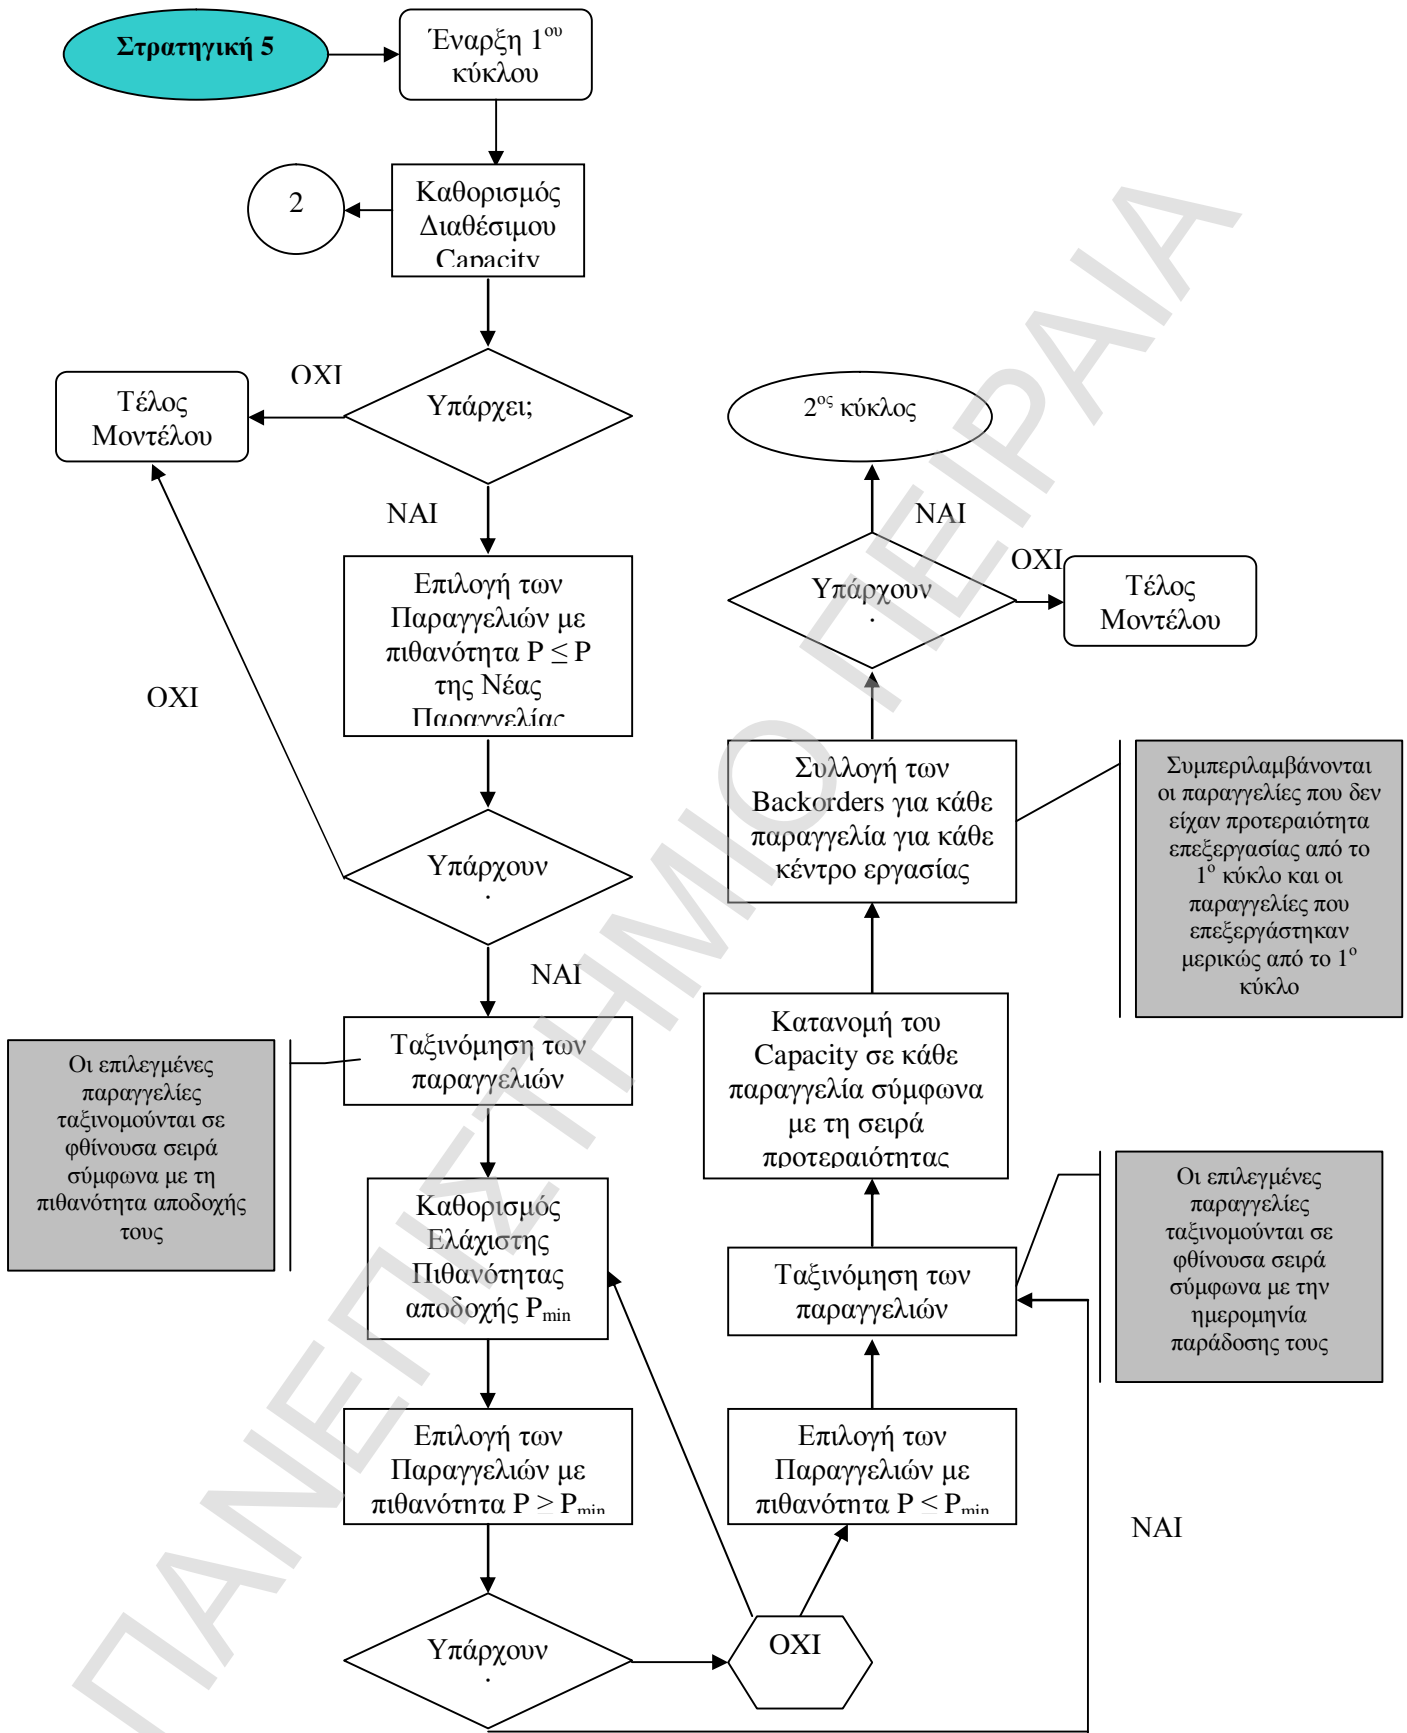 Στρατηγική 5
Έναρξη 1ου
κύκλου
2
Καθορισμός
Διαθέσιμου
Capacity
ΟΧΙ
Υπάρχει;
Τέλος
Μοντέλου
ΝΑΙ
Επιλογή των
Παραγγελιών με
πιθανότητα P ≤ P
της Νέας
Παραγγελίας
ΟΧΙ
Υπάρχουν
;
ΝΑΙ
Ταξινόμηση των
παραγγελιών
Οι επιλεγμένες
παραγγελίες
ταξινομούνται σε
φθίνουσα σειρά
σύμφωνα με τη
πιθανότητα αποδοχής
τους
Καθορισμός
Ελάχιστης
Πιθανότητας
αποδοχής Pmin
Επιλογή των
Παραγγελιών με
πιθανότητα P ≥ Pmin
Υπάρχουν
;
ΟΧΙ
ΝΑΙ
Επιλογή των
Παραγγελιών με
πιθανότητα P ≤ Pmin
Ταξινόμηση των
παραγγελιών
Οι επιλεγμένες
παραγγελίες
ταξινομούνται σε
φθίνουσα σειρά
σύμφωνα με την
ημερομηνία
παράδοσης τους
Κατανομή του
Capacity σε κάθε
παραγγελία σύμφωνα
με τη σειρά
προτεραιότητας
Συλλογή των
Backorders για κάθε
παραγγελία για κάθε
κέντρο εργασίας
Συμπεριλαμβάνονται
οι παραγγελίες που δεν
είχαν προτεραιότητα
επεξεργασίας από το
1ο κύκλο και οι
παραγγελίες που
επεξεργάστηκαν
μερικώς από το 1ο
κύκλο
Υπάρχουν
;
ΟΧΙ
Τέλος
Μοντέλου
ΝΑΙ
2ος κύκλος
ΠΑΝΕΠΙΣΤΗΜΙΟ ΠΕΙΡΑΙΑ